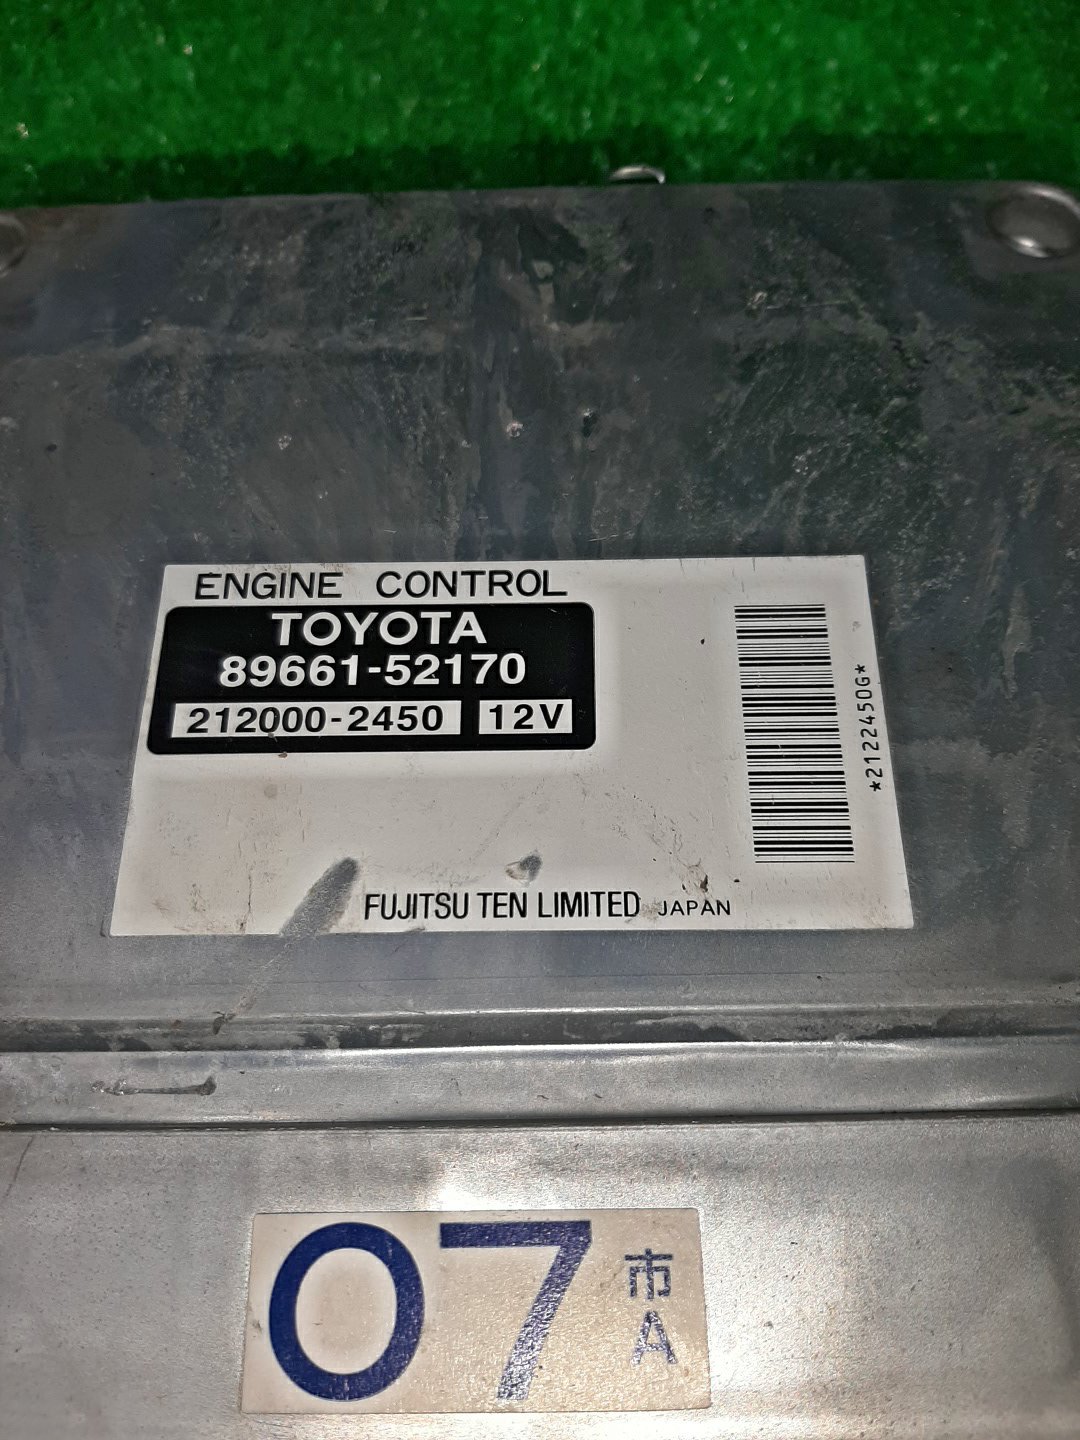 ENGINE CONTROL
TOYOTA
89661-52170
212000-2450 12V
*2122450G*
FUJITSU TEN LIMITED JAPAN
07 市
A